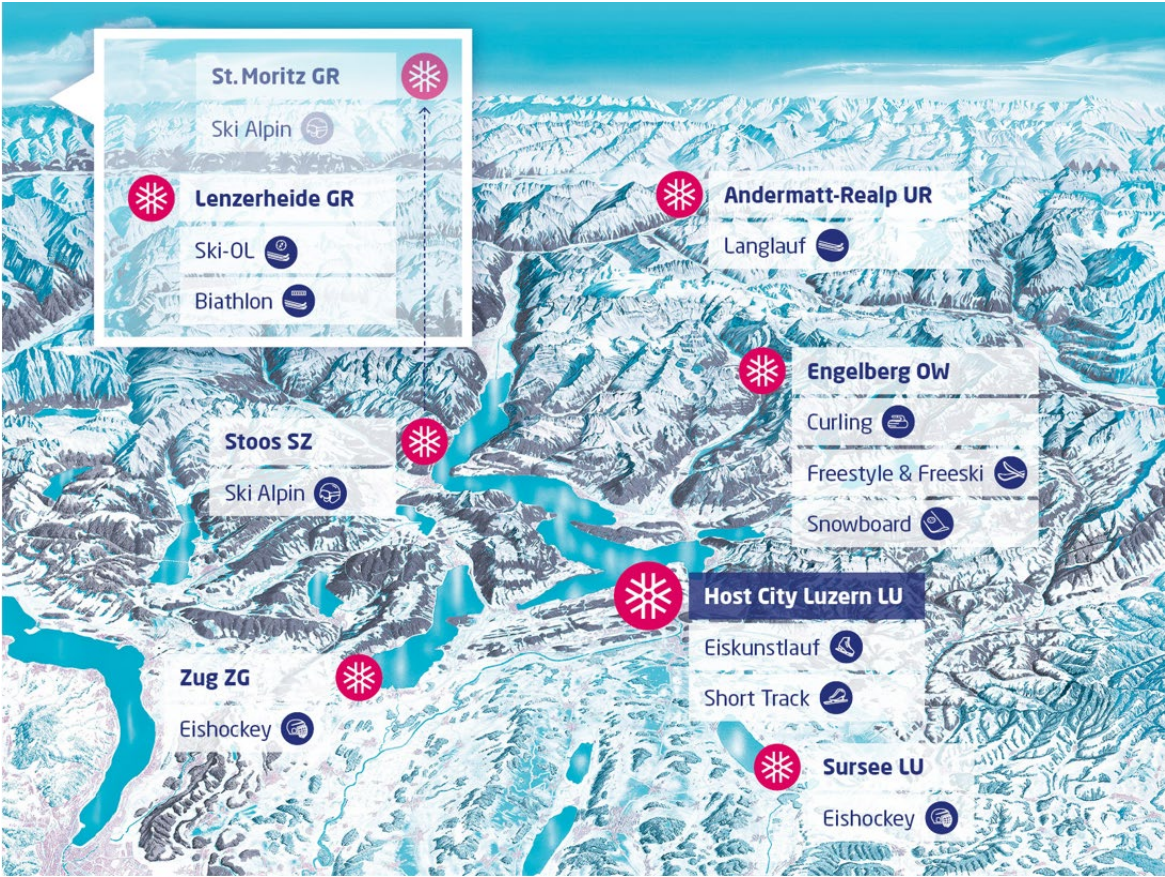 St. Moritz GR
Ski Alpin
Lenzerheide GR
Ski-OL
Biathlon
Andermatt-Realp UR
Langlauf
Engelberg OW
Curling
Freestyle & Freeski
Snowboard
Stoos SZ
Ski Alpin
Host City Luzern LU
Eiskunstlauf
Short Track
Zug ZG
Eishockey
Sursee LU
Eishockey